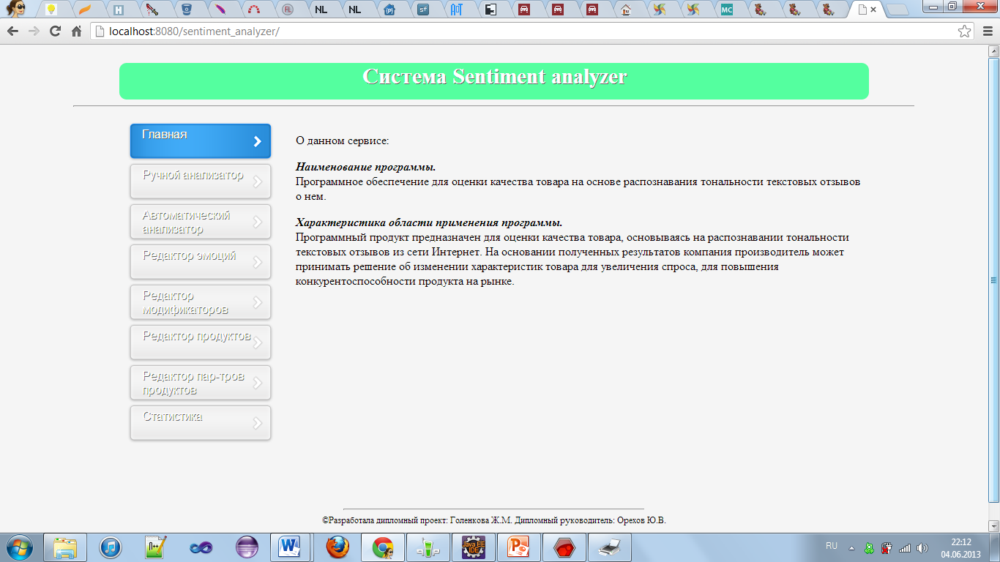 NL
NL
sf
MC
localhost:8080/sentiment_analyzer/
Система Sentiment analyzer
Главная
Ручной анализатор
Автоматический
анализатор
Редактор эмоций
Редактор
модификаторов
Редактор продуктов
Редактор пар-тров
продуктов
Статистика
О данном сервисе:
Наименование программы.
Программное обеспечение для оценки качества товара на основе распознавания тональности текстовых отзывов
о нем.
Характеристика области применения программы.
Программный продукт предназначен для оценки качества товара, основываясь на распознавании тональности
текстовых отзывов из сети Интернет. На основании полученных результатов компания производитель может
принимать решение об изменении характеристик товара для увеличения спроса, для повышения
конкурентоспособности продукта на рынке.
©Разработала дипломный проект: Голенкова Ж.М. Дипломный руководитель: Орехов Ю.В.
Java EE
IDE
RU
22:12
04.06.2013